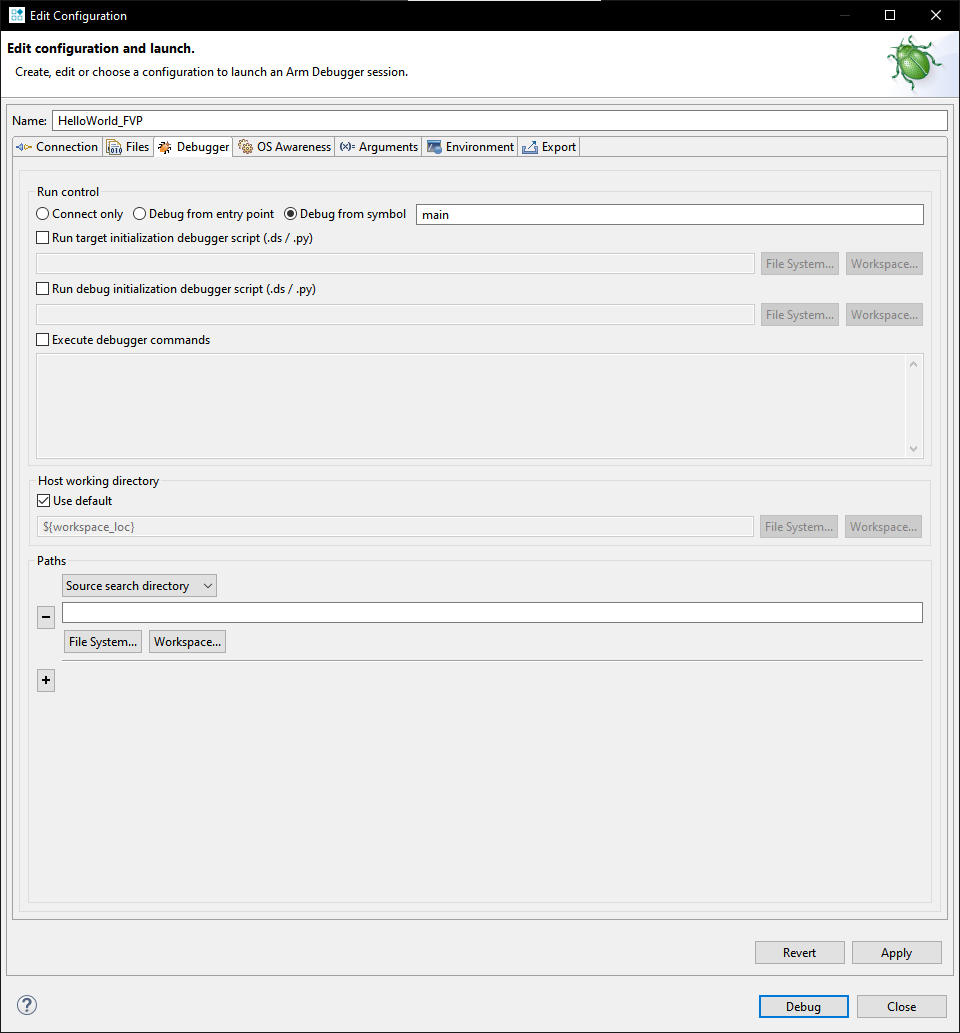 Edit Configuration
Edit configuration and launch.
Create, edit or choose a configuration to launch an Arm Debugger session.
Name: HelloWorld_FVP
Connection Files Debugger OS Awareness Arguments Environment Export
Run control
Connect only Debug from entry point Debug from symbol main
Run target initialization debugger script (.ds / .py)
File System... Workspace...
Run debug initialization debugger script (.ds / .py)
File System... Workspace...
Execute debugger commands
Host working directory
Use default
${workspace_loc} File System... Workspace...
Paths
Source search directory
File System... Workspace...
Revert Apply
Debug Close